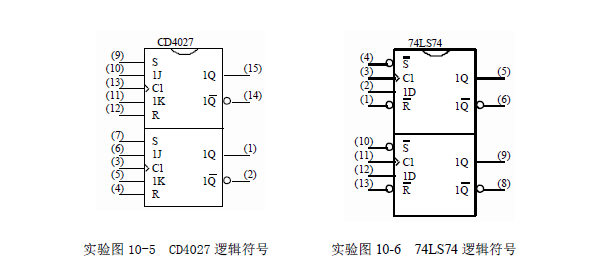 CD4027
(9) S
(10) 1J 1Q (15)
(13) C1
(11) 1K 1Q̅ (14)
(12) R
(7) S
(6) 1J 1Q (1)
(3) C1
(5) 1K 1Q̅ (2)
(4) R
实验图 10-5 CD4027 逻辑符号
74LS74
(4) S̅
(3) C1 1Q (5)
(2) 1D
(1) R̅ 1Q̅ (6)
(10) S̅
(11) C1 1Q (9)
(12) 1D
(13) R̅ 1Q̅ (8)
实验图 10-6 74LS74 逻辑符号